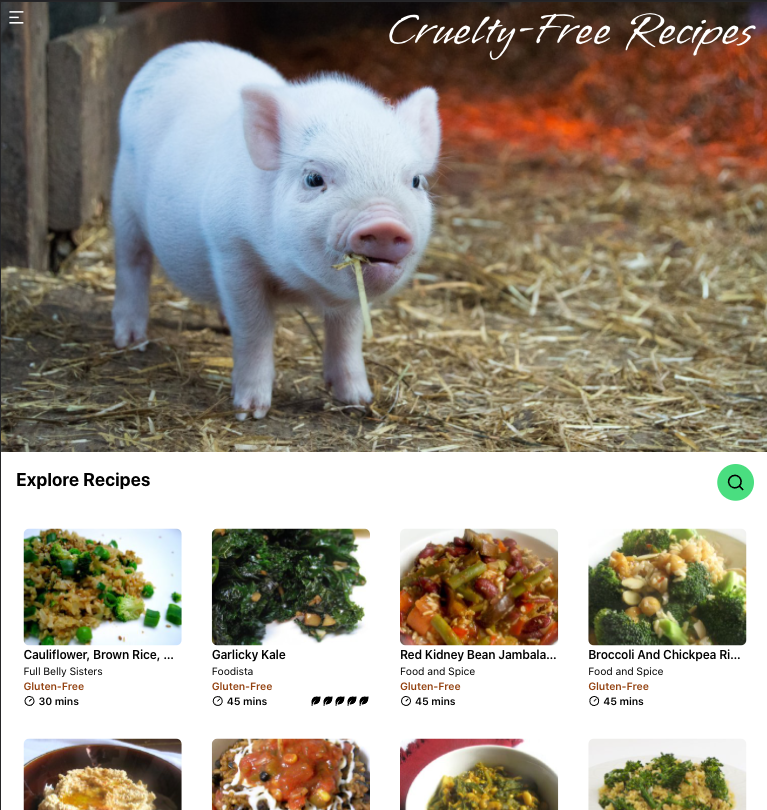 Cruelty-Free Recipes
Explore Recipes
Cauliflower, Brown Rice, ...
Full Belly Sisters
Gluten-Free
30 mins
Garlicky Kale
Foodista
Gluten-Free
45 mins
Red Kidney Bean Jambala...
Food and Spice
Gluten-Free
45 mins
Broccoli And Chickpea Ri...
Food and Spice
Gluten-Free
45 mins